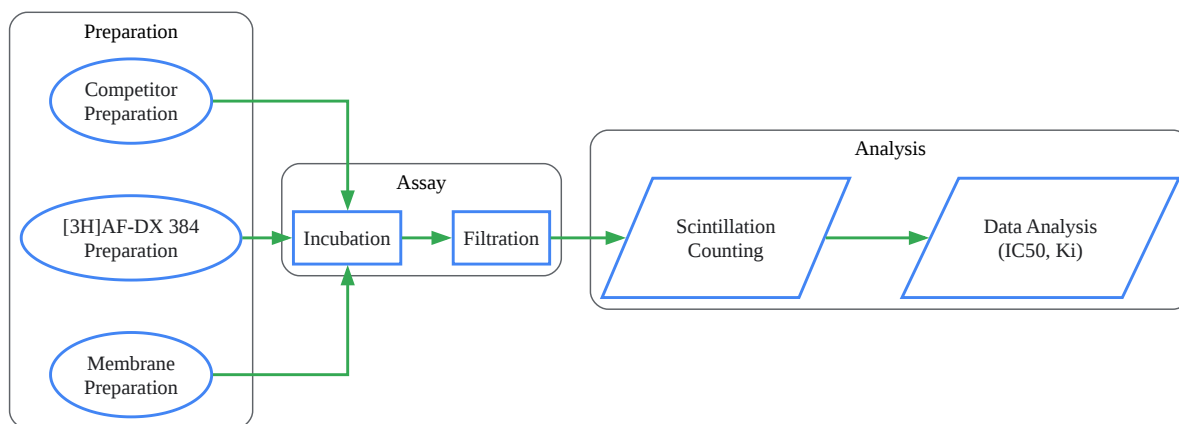 Preparation
Competitor
Preparation
[3H]AF-DX 384
Preparation
Membrane
Preparation
Assay
Incubation
Filtration
Analysis
Scintillation
Counting
Data Analysis
(IC50, Ki)